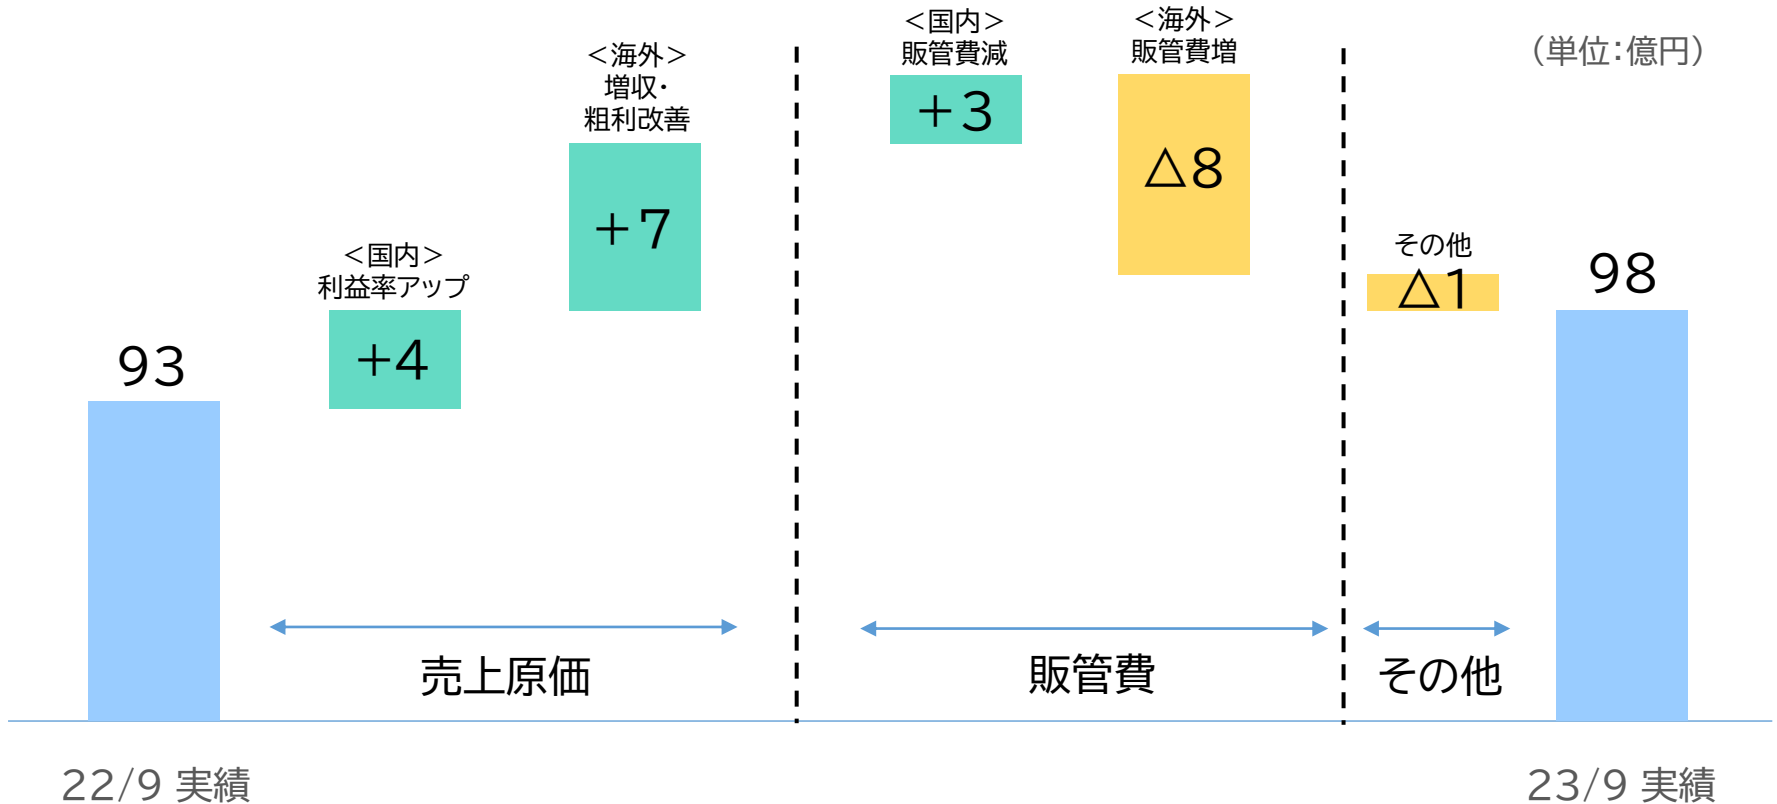 （単位：億円）
93
＜国内＞
利益率アップ
+4
＜海外＞
増収・
粗利改善
＋7
＜国内＞
販管費減
＋3
＜海外＞
販管費増
△8
その他
△1
98
売上原価
販管費
その他
22/9 実績
23/9 実績